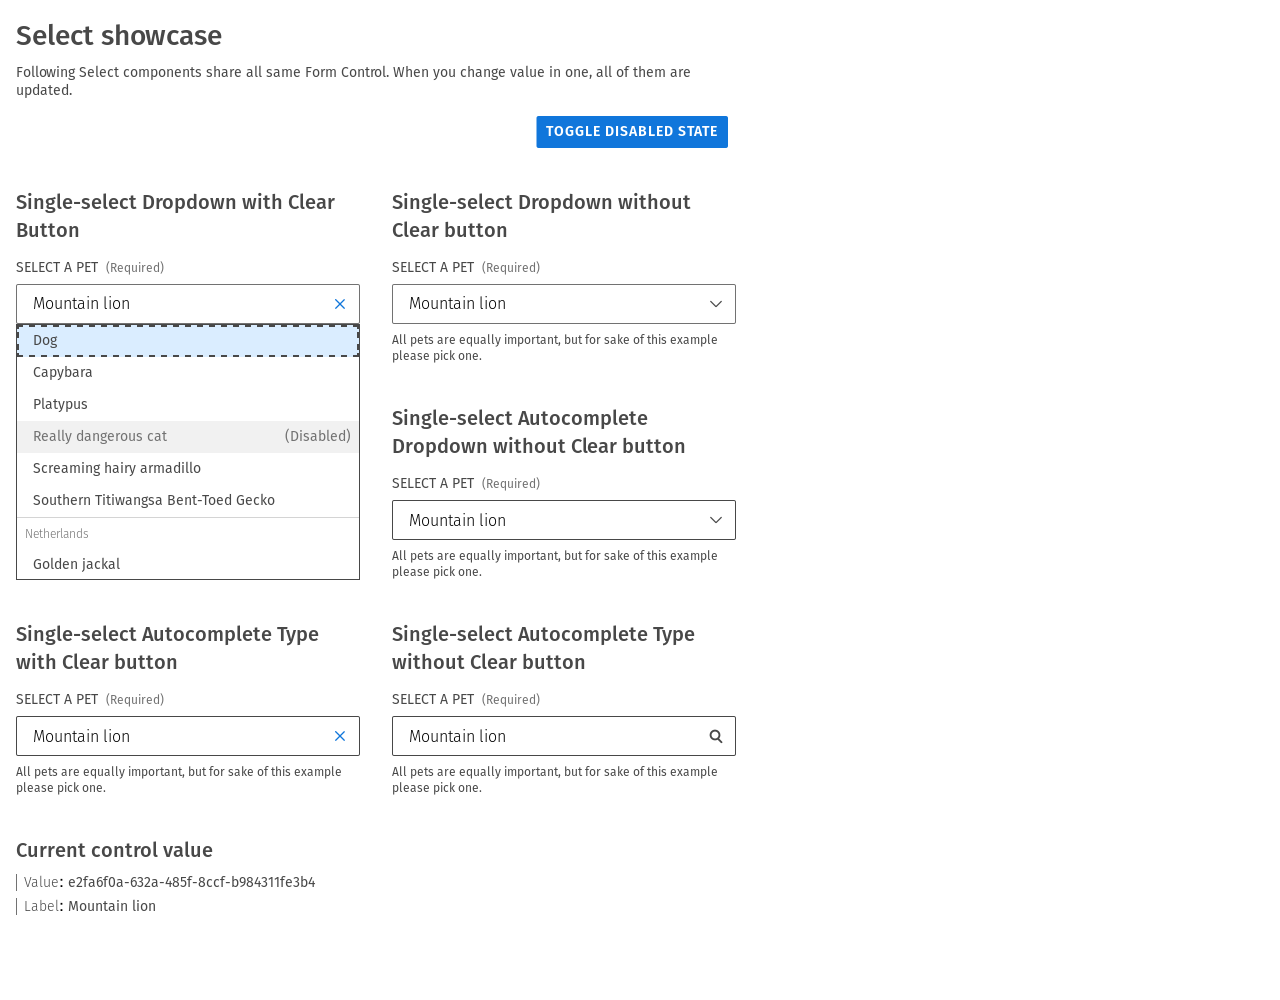 Select showcase
Following Select components share all same Form Control. When you change value in one, all of them are
updated.
TOGGLE DISABLED STATE
Single-select Dropdown with Clear
Button
SELECT A PET (Required)
Mountain lion
Dog
Capybara
Platypus
Really dangerous cat (Disabled)
Screaming hairy armadillo
Southern Titiwangsa Bent-Toed Gecko
Netherlands
Golden jackal
Single-select Dropdown without
Clear button
SELECT A PET (Required)
Mountain lion
All pets are equally important, but for sake of this example
please pick one.
Single-select Autocomplete
Dropdown without Clear button
SELECT A PET (Required)
Mountain lion
All pets are equally important, but for sake of this example
please pick one.
Single-select Autocomplete Type
with Clear button
SELECT A PET (Required)
Mountain lion
All pets are equally important, but for sake of this example
please pick one.
Single-select Autocomplete Type
without Clear button
SELECT A PET (Required)
Mountain lion
All pets are equally important, but for sake of this example
please pick one.
Current control value
Value: e2fa6f0a-632a-485f-8ccf-b984311fe3b4
Label: Mountain lion